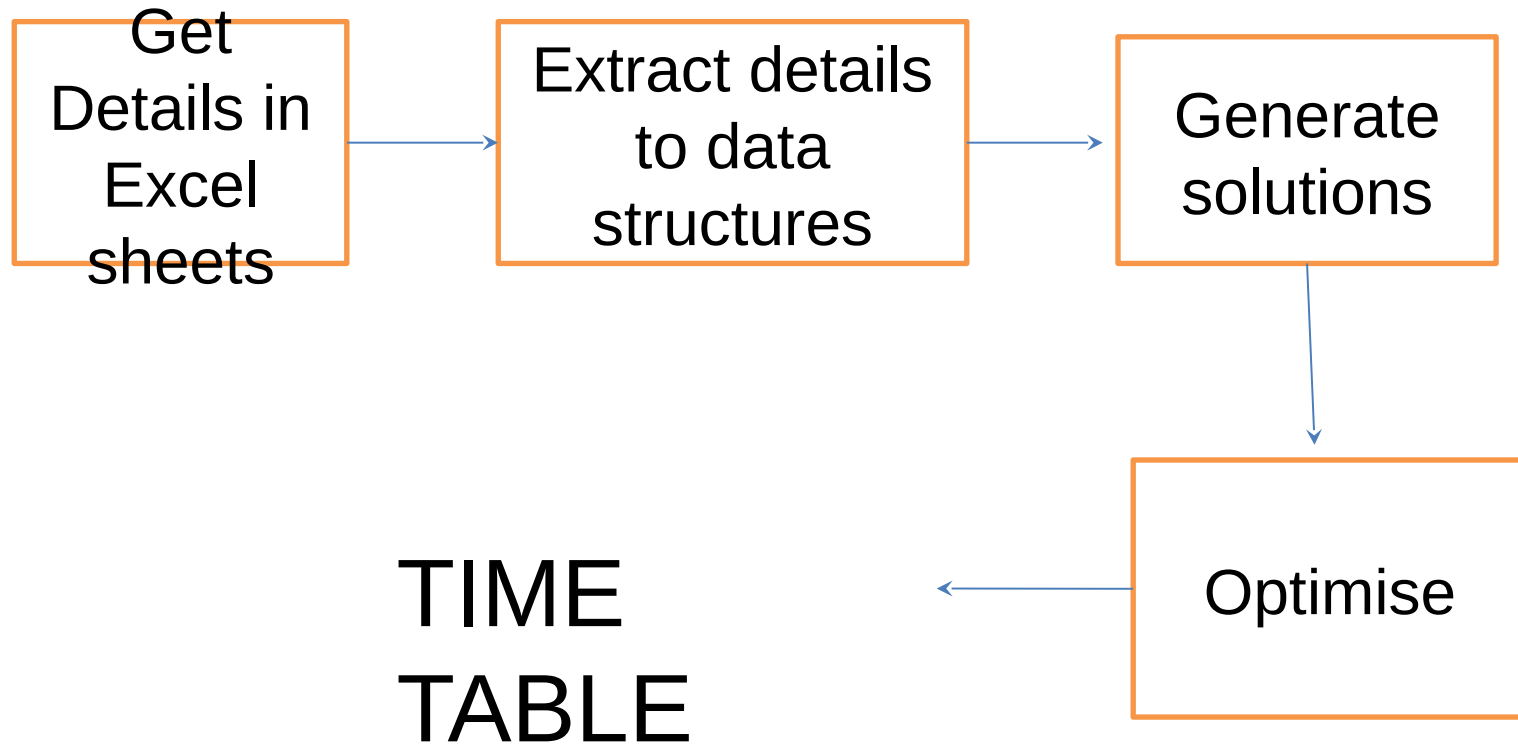 Get
Details in
Excel
sheets
Extract details
to data
structures
Generate
solutions
Optimise
TIME
TABLE